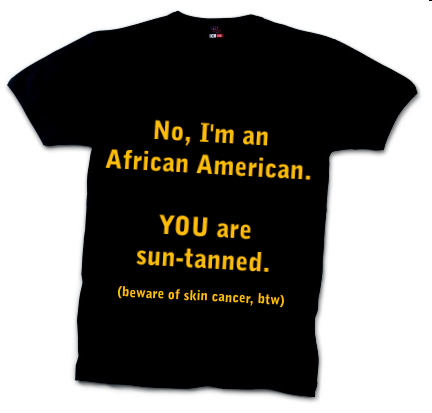 No, I'm an
African American.
YOU are
sun-tanned.
(beware of skin cancer, btw)